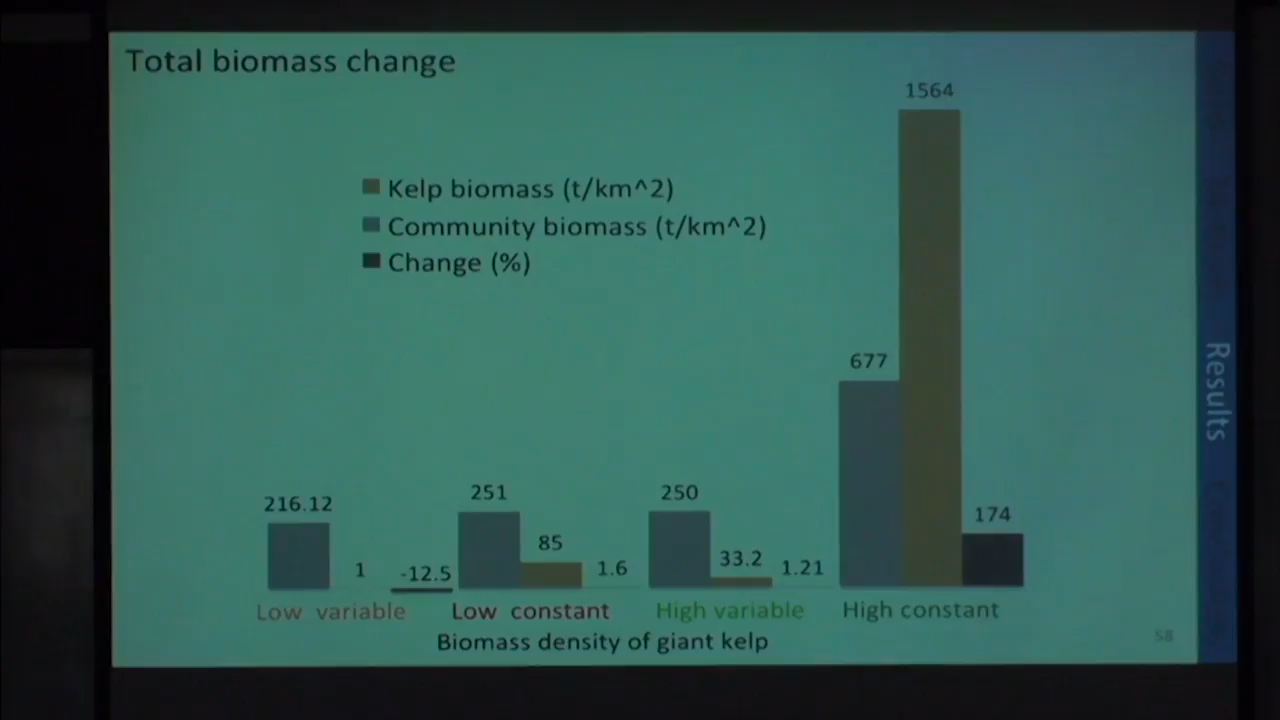 Total biomass change
1564
Kelp biomass (t/km^2)
Community biomass (t/km^2)
Change (%)
677
Results
216.12
251
250
174
1
-12.5
85
1.6
33.2
1.21
Low variable
Low constant
High variable
High constant
Biomass density of giant kelp
58